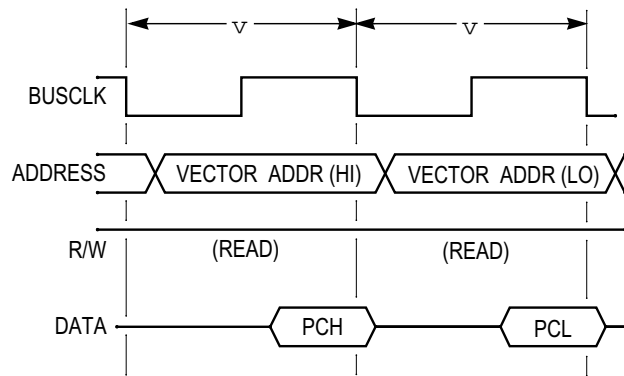 v v
BUSCLK
ADDRESS VECTOR ADDR (HI) VECTOR ADDR (LO)
R/W (READ) (READ)
DATA PCH PCL